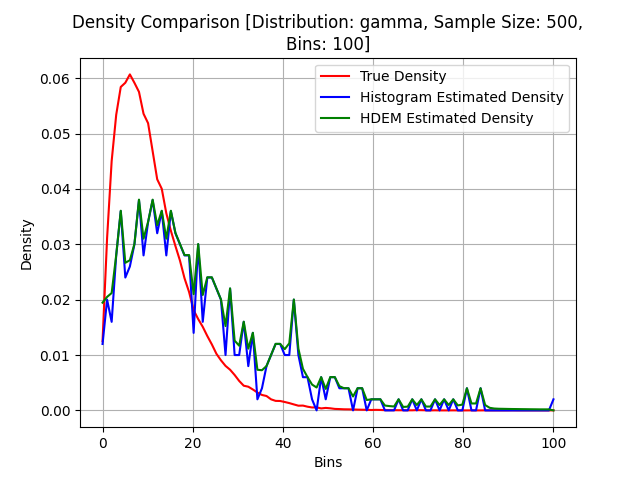 Density Comparison [Distribution: gamma, Sample Size: 500,
Bins: 100]
True Density
Histogram Estimated Density
HDEM Estimated Density
Density
0.06
0.05
0.04
0.03
0.02
0.01
0.00
0 20 40 60 80 100
Bins